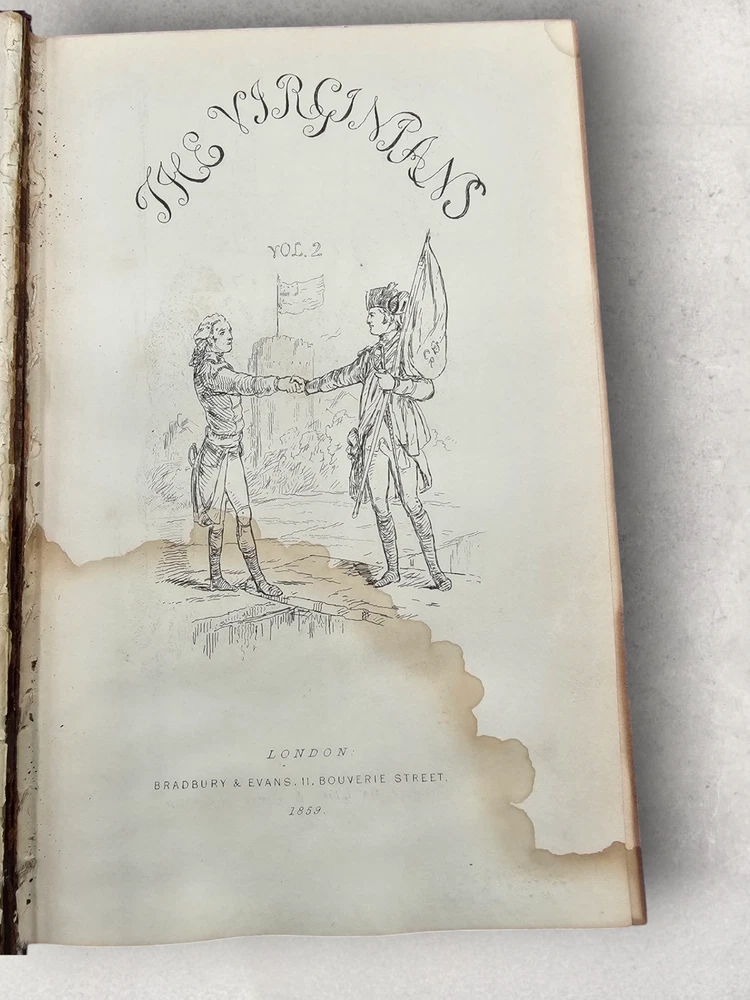 THE VIRGINIANS
VOL. 2
LONDON:
BRADBURY & EVANS, 11, BOUVERIE STREET.
1859.